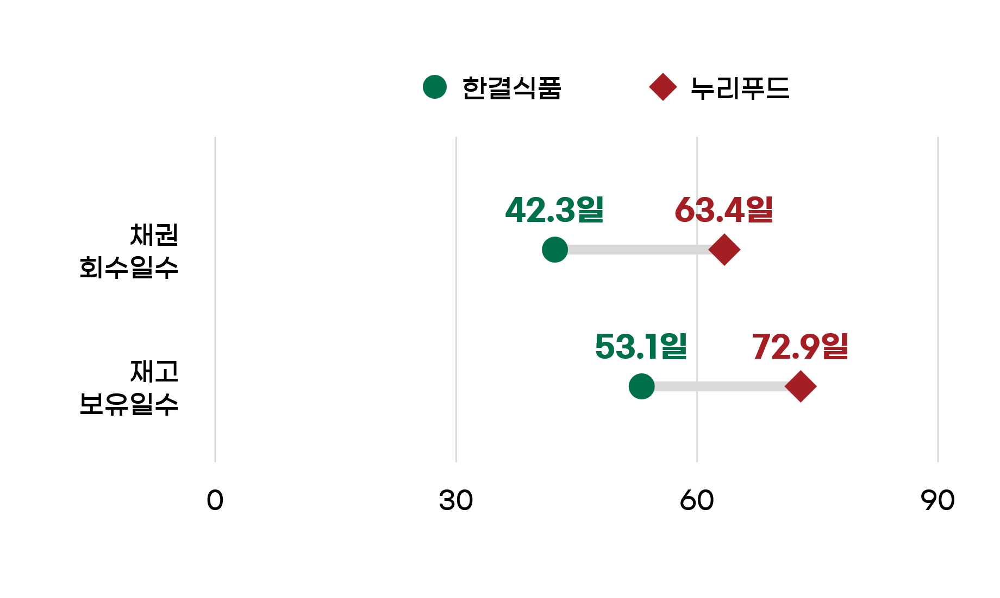 한결식품 누리푸드
42.3일 63.4일
채권
회수일수
53.1일 72.9일
재고
보유일수
0 30 60 90